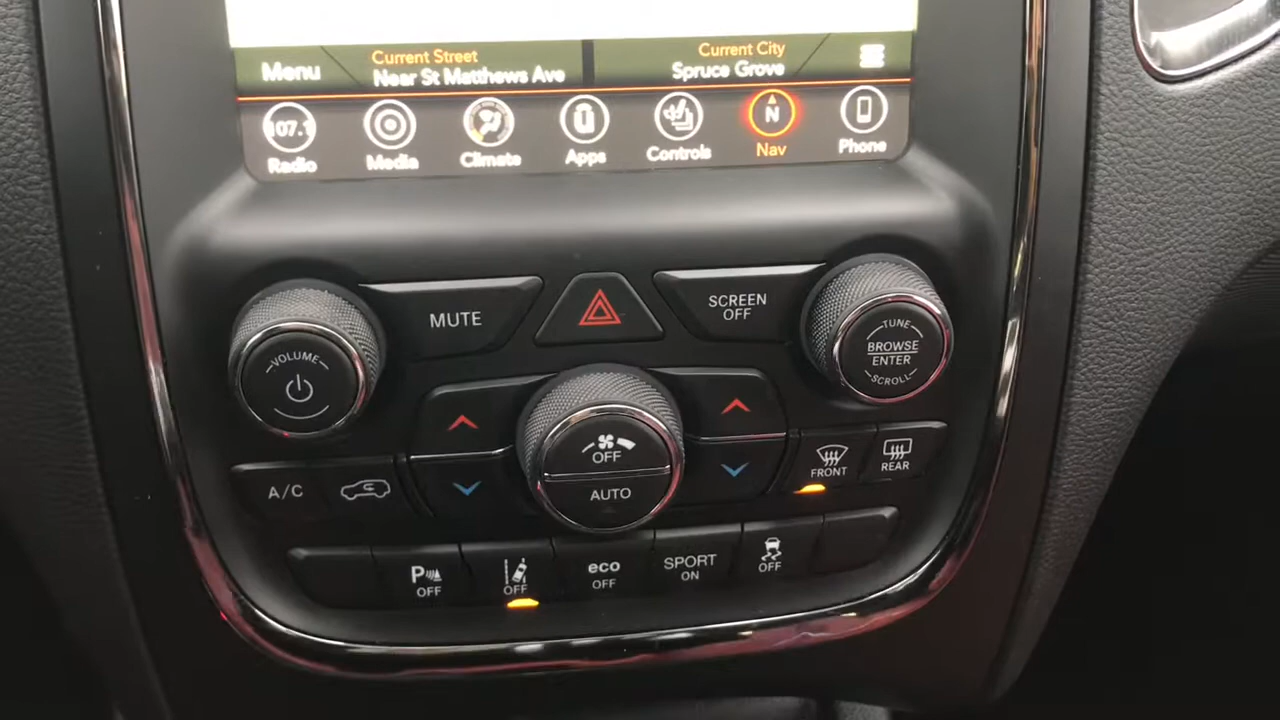 Current Street
Current City
Menu
Near St Matthews Ave
Spruce Grove
107.1
N
Radio
Media
Climate
Apps
Controls
Nav
Phone
MUTE
SCREEN
OFF
VOLUME
TUNE
BROWSE
ENTER
SCROLL
OFF
AUTO
FRONT
REAR
A/C
P
OFF
OFF
eco
OFF
SPORT
ON
OFF